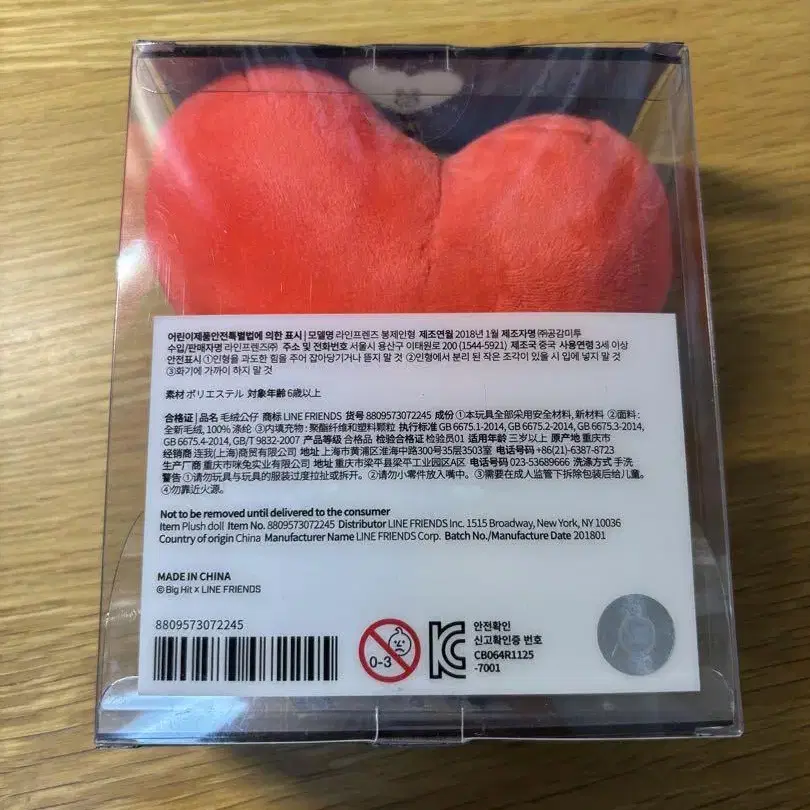 어린이제품안전특별법에 의한 표시 | 모델명 라인프렌즈 봉제인형 제조연월 2018년 1월 제조자명 ㈜공감미투
수입/판매자명 라인프렌즈㈜ 주소 및 전화번호 서울시 용산구 이태원로 200 (1544-5921) 제조국 중국 사용연령 3세 이상
안전표시 ①인형을 과도한 힘을 주어 잡아당기거나 뜯지 말 것 ②인형에서 분리 된 작은 조각이 있을 시 입에 넣지 말 것
③화기에 가까이 하지 말 것
素材 ポリエステル 対象年齢 6歳以上
合格证 | 品名 毛绒公仔 商标 LINE FRIENDS 货号 8809573072245 成份 ①本玩具全部采用安全材料, 新材料 ②面料:
全新毛绒, 100% 涤纶 ③内填充物: 聚酯纤维和塑料颗粒 执行标准 GB 6675.1-2014, GB 6675.2-2014, GB 6675.3-2014,
GB 6675.4-2014, GB/T 9832-2007 产品等级 合格品 检验合格证 检验员01 适用年龄 三岁以上 原产地 重庆市
经销商 连我(上海)商贸有限公司 地址 上海市黄浦区淮海中路300号35层3503室 电话号码 +86(21)-6387-8723
生产厂商 重庆市咪兔实业有限公司 地址 重庆市梁平县梁平工业园区A区 电话号码 023-53689666 洗涤方式 手洗
警告 ①请勿玩具与玩具的服装过度拉扯或拆开。②请勿小零件放入嘴中。③需要在成人监管下拆除包装后给儿童。
④勿靠近火源。
Not to be removed until delivered to the consumer
Item Plush doll Item No. 8809573072245 Distributor LINE FRIENDS Inc. 1515 Broadway, New York, NY 10036
Country of origin China Manufacturer Name LINE FRIENDS Corp. Batch No./Manufacture Date 201801
MADE IN CHINA
© Big Hit x LINE FRIENDS
8809573072245
0-3
안전확인
신고확인증 번호
CB064R1125
-7001